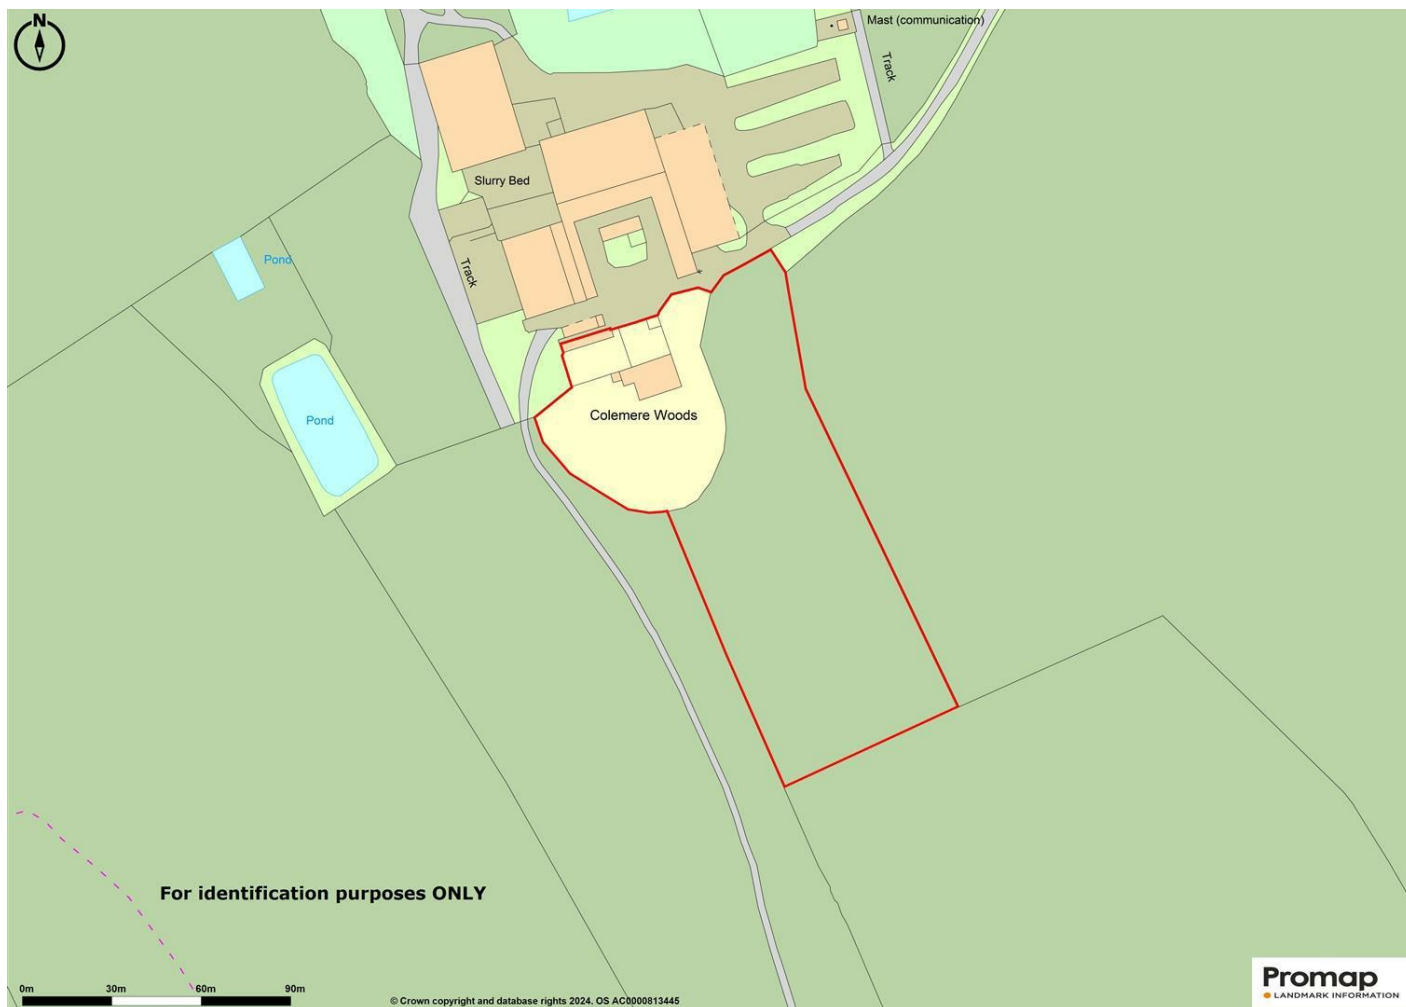 N
Mast (communication)
Track
Slurry Bed
Pond
Track
Pond
Colemere Woods
For identification purposes ONLY
0m 30m 60m 90m
© Crown copyright and database rights 2024. OS AC0000813445
Promap
LANDMARK INFORMATION